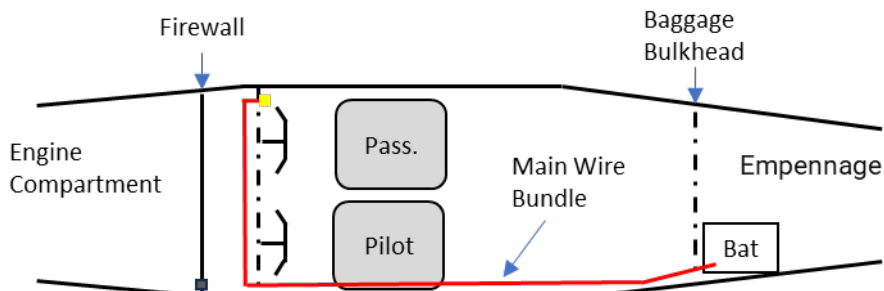 Firewall
Baggage
Bulkhead
Engine
Compartment
Pass.
Main Wire
Bundle
Empennage
Pilot
Bat